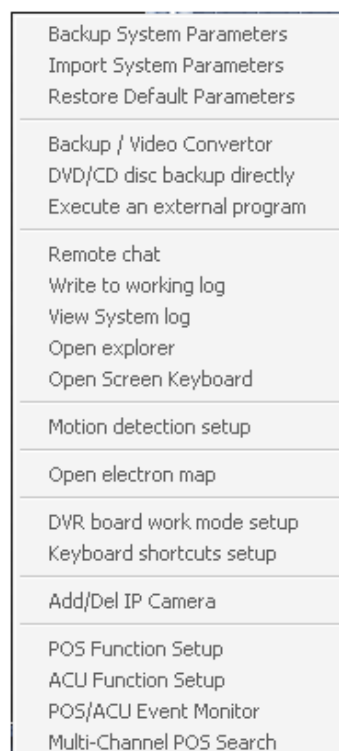 Backup System Parameters
Import System Parameters
Restore Default Parameters
Backup / Video Convertor
DVD/CD disc backup directly
Execute an external program
Remote chat
Write to working log
View System log
Open explorer
Open Screen Keyboard
Motion detection setup
Open electron map
DVR board work mode setup
Keyboard shortcuts setup
Add/Del IP Camera
POS Function Setup
ACU Function Setup
POS/ACU Event Monitor
Multi-Channel POS Search